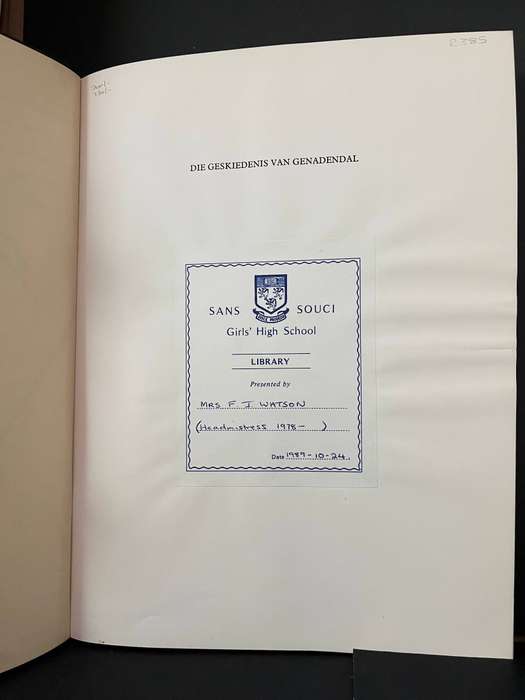 2385
DIE GESKIEDENIS VAN GENADENDAL
SANS SOUCI
Girls' High School
LIBRARY
Presented by
MRS F J WATSON
(Headmistress 1978- )
Date 1989-10-24.